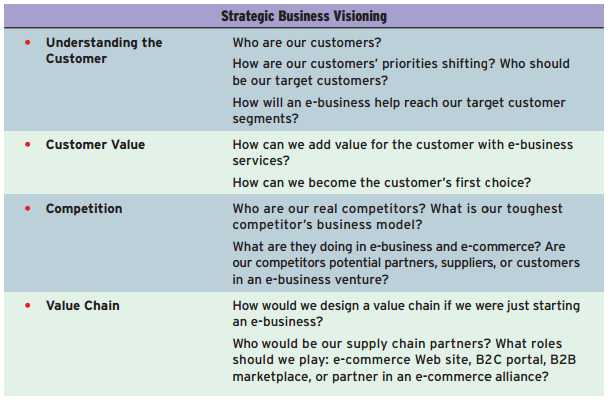 Strategic Business Visioning
• Understanding the
Customer
Who are our customers?
How are our customers' priorities shifting? Who should
be our target customers?
How will an e-business help reach our target customer
segments?
• Customer Value
How can we add value for the customer with e-business
services?
How can we become the customer's first choice?
• Competition
Who are our real competitors? What is our toughest
competitor's business model?
What are they doing in e-business and e-commerce? Are
our competitors potential partners, suppliers, or customers
in an e-business venture?
• Value Chain
How would we design a value chain if we were just starting
an e-business?
Who would be our supply chain partners? What roles
should we play: e-commerce Web site, B2C portal, B2B
marketplace, or partner in an e-commerce alliance?